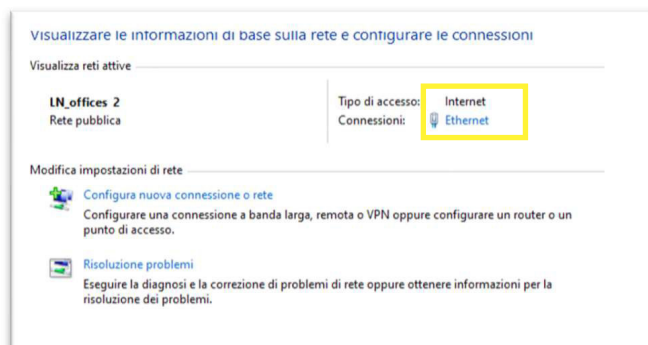 Visualizzare le informazioni di base sulla rete e configurare le connessioni
Visualizza reti attive
LN_offices 2
Rete pubblica
Tipo di accesso: Internet
Connessioni: Ethernet
Modifica impostazioni di rete
Configura nuova connessione o rete
Configurare una connessione a banda larga, remota o VPN oppure configurare un router o un
punto di accesso.
Risoluzione problemi
Eseguire la diagnosi e la correzione di problemi di rete oppure ottenere informazioni per la
risoluzione dei problemi.